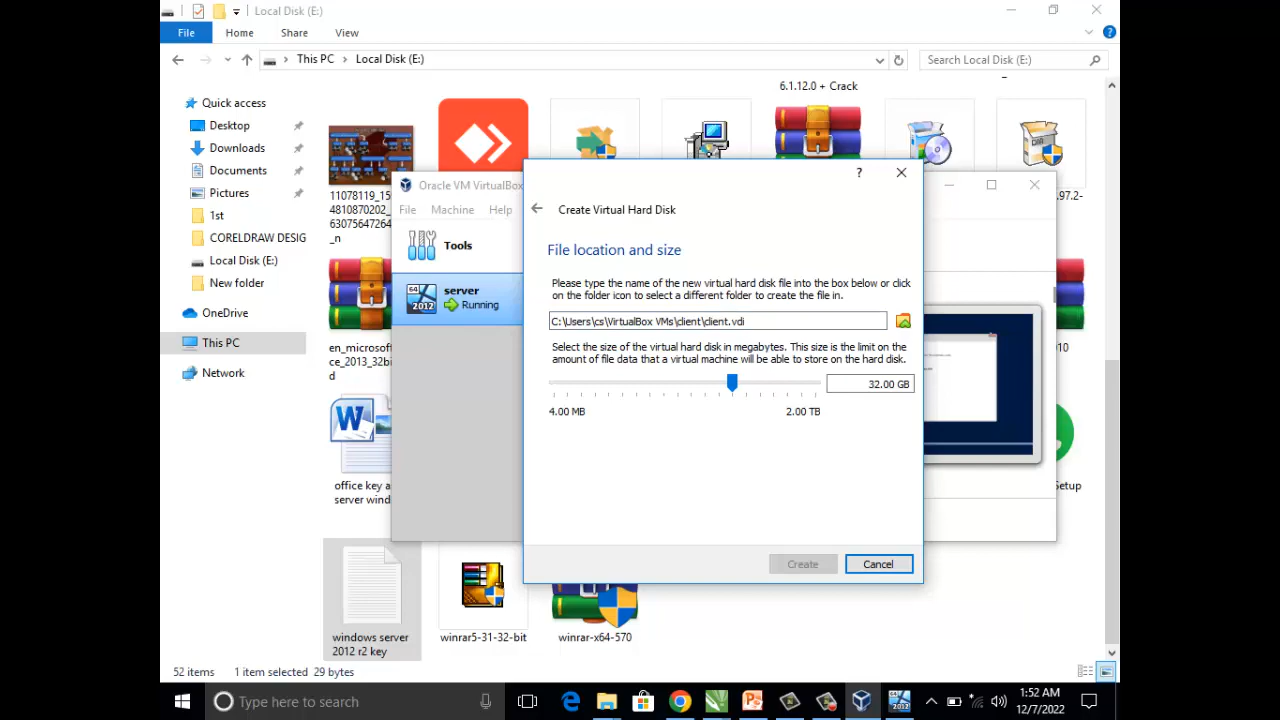 Local Disk (E:)
File
Home
Share
View
This PC
Local Disk (E:)
Search Local Disk (E:)
Quick access
Desktop
Downloads
Documents
Pictures
1st
CORELDRAW DESIG
Local Disk (E:)
New folder
OneDrive
This PC
Network
6.1.12.0 + Crack
11078119_15
4810870202_
63075647264
_n
.97-2-
en_microsoft
ce_2013_32bi
d
010
office key a
server wind
Setup
windows server
2012 r2 key
winrar5-31-32-bit
winrar-x64-570
Oracle VM VirtualBox
File
Machine
Help
Tools
64
2012
server
Running
Create Virtual Hard Disk
File location and size
Please type the name of the new virtual hard disk file into the box below or click
on the folder icon to select a different folder to create the file in.
C:\Users\cs\VirtualBox VMs\client\client.vdi
Select the size of the virtual hard disk in megabytes. This size is the limit on the
amount of file data that a virtual machine will be able to store on the hard disk.
32.00 GB
4.00 MB
2.00 TB
Create
Cancel
52 items
1 item selected 29 bytes
Type here to search
1:52 AM
12/7/2022